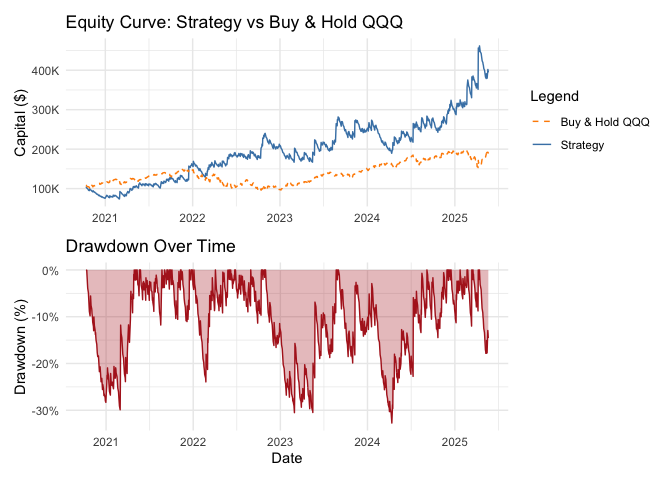 Equity Curve: Strategy vs Buy & Hold QQQ
Capital ($)
400K
300K
200K
100K
2021 2022 2023 2024 2025
Legend
Buy & Hold QQQ
Strategy
Drawdown Over Time
Drawdown (%)
0%
-10%
-20%
-30%
2021 2022 2023 2024 2025
Date